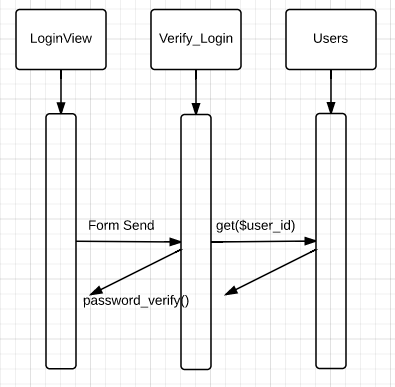 LoginView
Verify_Login
Users
Form Send
get($user_id)
password_verify()